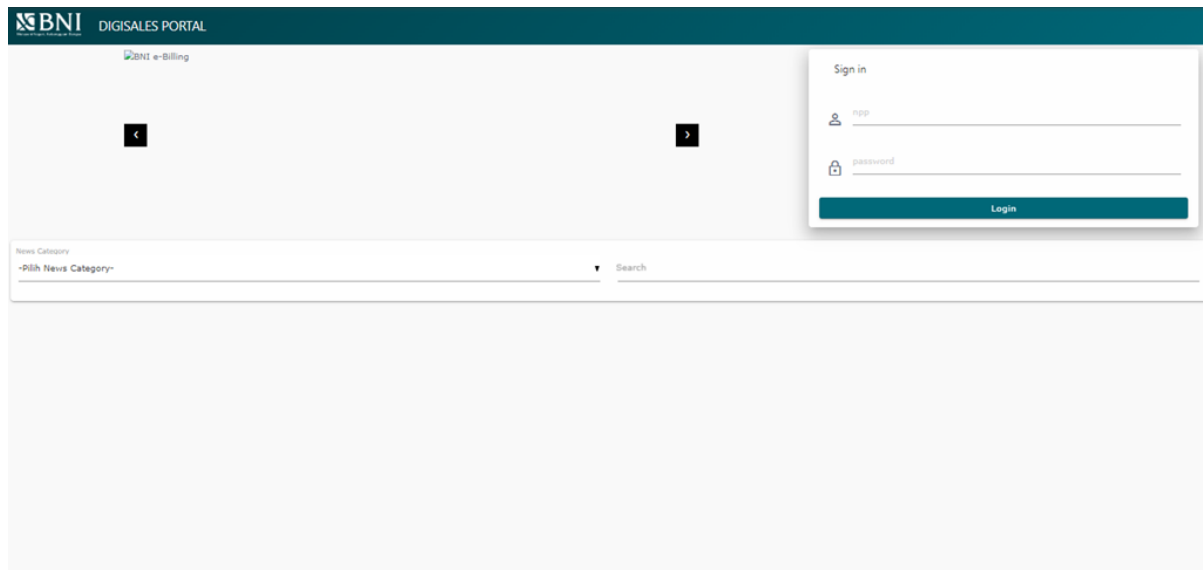 BNI DIGISALES PORTAL
BNI e-Billing
Sign in
npp
password
Login
News Category
-Pilih News Category-
Search